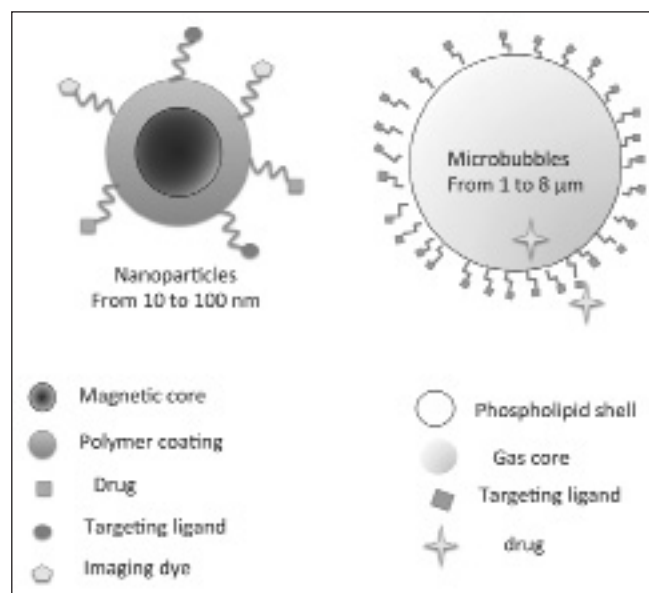 Microbubbles
From 1 to 8 µm
Nanoparticles
From 10 to 100 nm
Magnetic core
Polymer coating
Drug
Targeting ligand
Imaging dye
Phospholipid shell
Gas core
Targeting ligand
drug